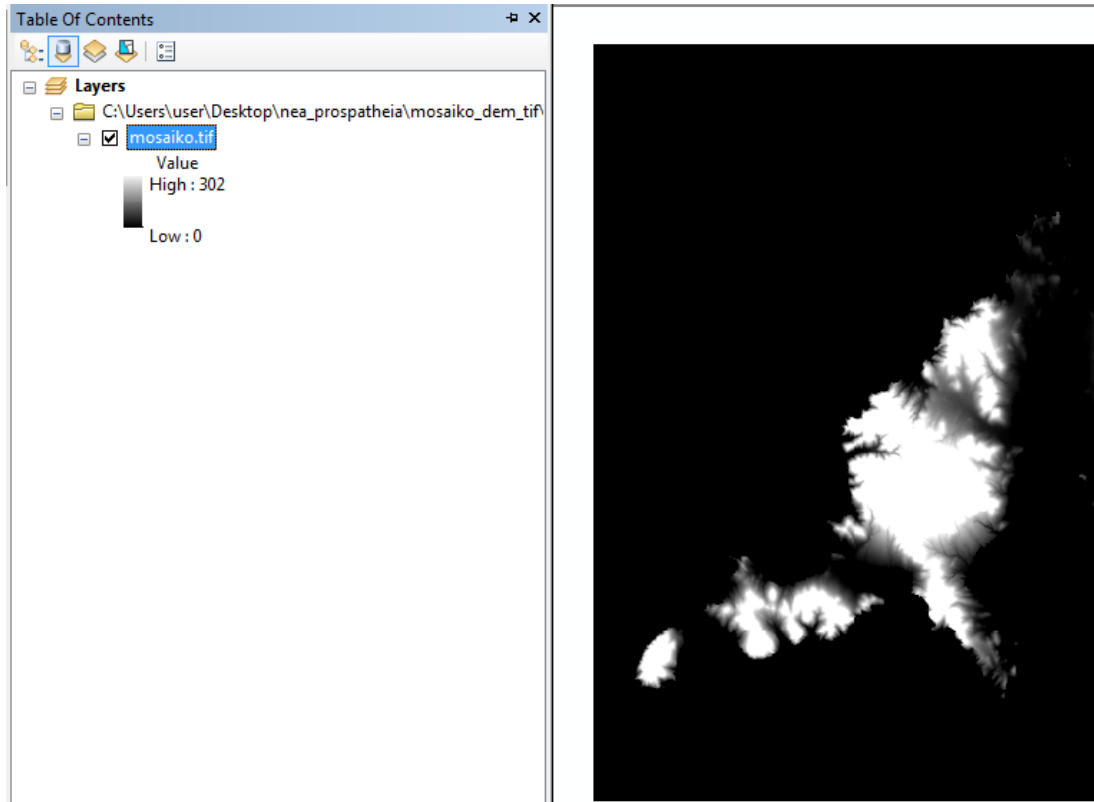 Table Of Contents
Layers
C:\Users\user\Desktop\nea_prospatheia\mosaiko_dem_tif\
mosaiko.tif
Value
High : 302
Low : 0